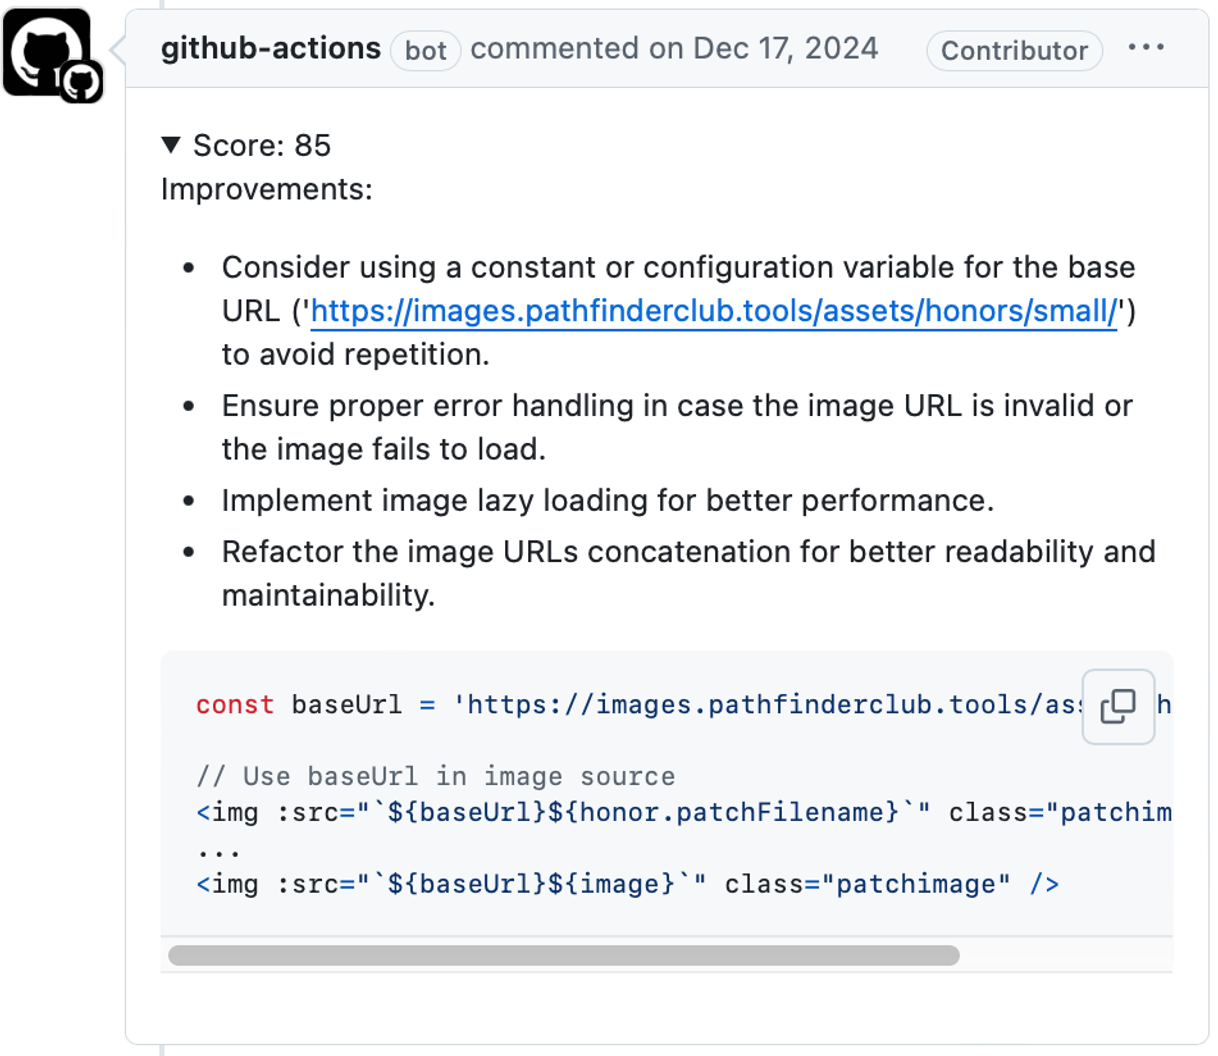 github-actions bot commented on Dec 17, 2024 Contributor ...
▼ Score: 85
Improvements:
• Consider using a constant or configuration variable for the base
URL ('https://images.pathfinderclub.tools/assets/honors/small/')
to avoid repetition.
• Ensure proper error handling in case the image URL is invalid or
the image fails to load.
• Implement image lazy loading for better performance.
• Refactor the image URLs concatenation for better readability and
maintainability.
const baseUrl = 'https://images.pathfinderclub.tools/as h
// Use baseUrl in image source
<img :src="`${baseUrl}${honor.patchFilename}`" class="patchim
...
<img :src="`${baseUrl}${image}`" class="patchimage" />